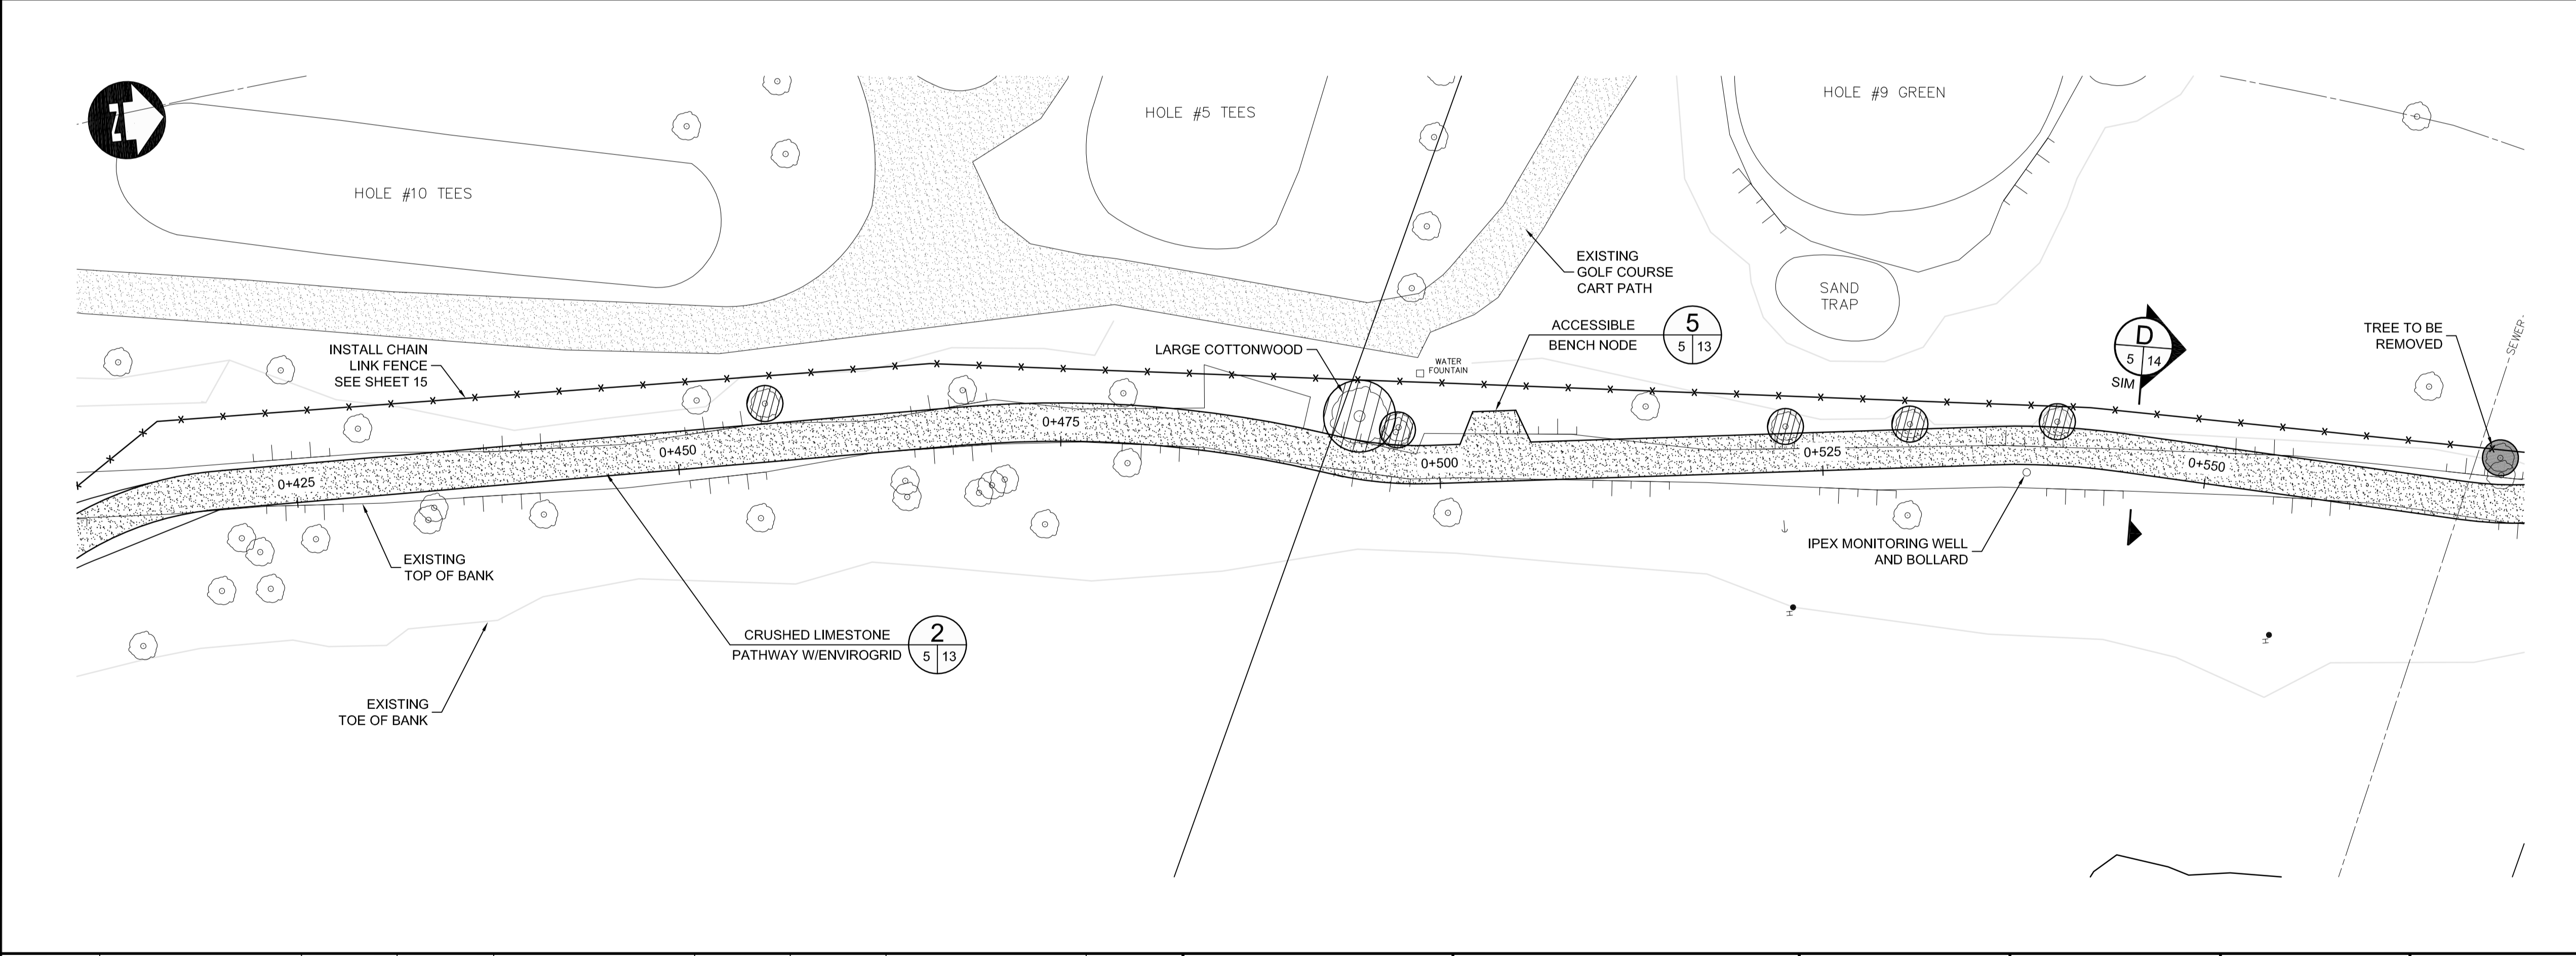 N
HOLE #10 TEES
HOLE #5 TEES
HOLE #9 GREEN
SAND
TRAP
EXISTING
GOLF COURSE
CART PATH
INSTALL CHAIN
LINK FENCE
SEE SHEET 15
LARGE COTTONWOOD
WATER
FOUNTAIN
ACCESSIBLE
BENCH NODE
5
5 13
D
5 14
SIM
TREE TO BE
REMOVED
SEWER
0+425
0+450
0+475
0+500
0+525
0+550
EXISTING
TOP OF BANK
IPEX MONITORING WELL
AND BOLLARD
CRUSHED LIMESTONE
PATHWAY W/ENVIROGRID
2
5 13
EXISTING
TOE OF BANK
H
H